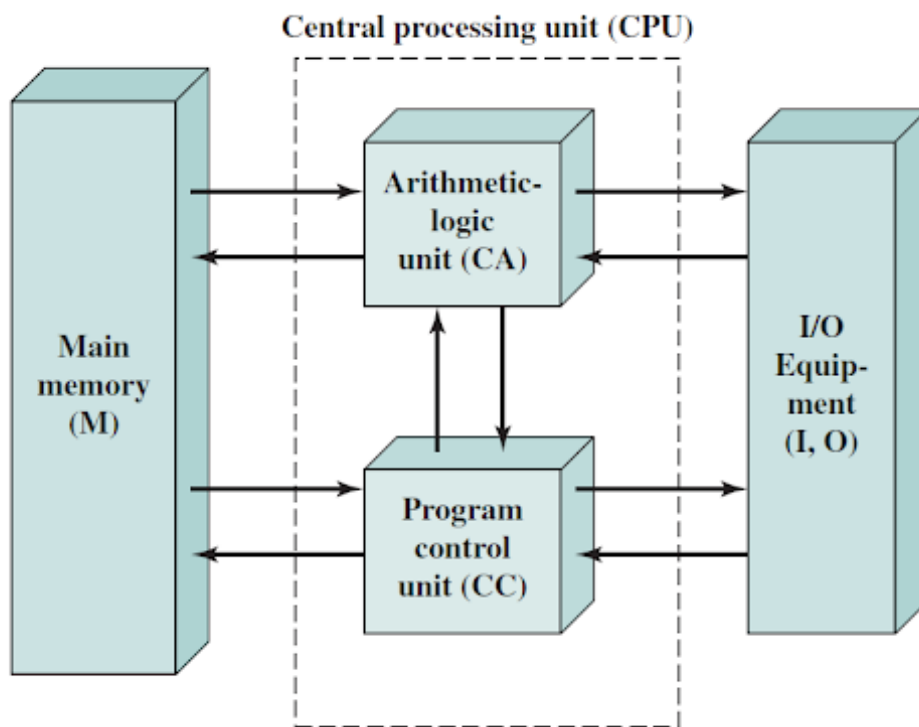 Central processing unit (CPU)
Main
memory
(M)
Arithmetic-
logic
unit (CA)
Program
control
unit (CC)
I/O
Equip-
ment
(I, O)